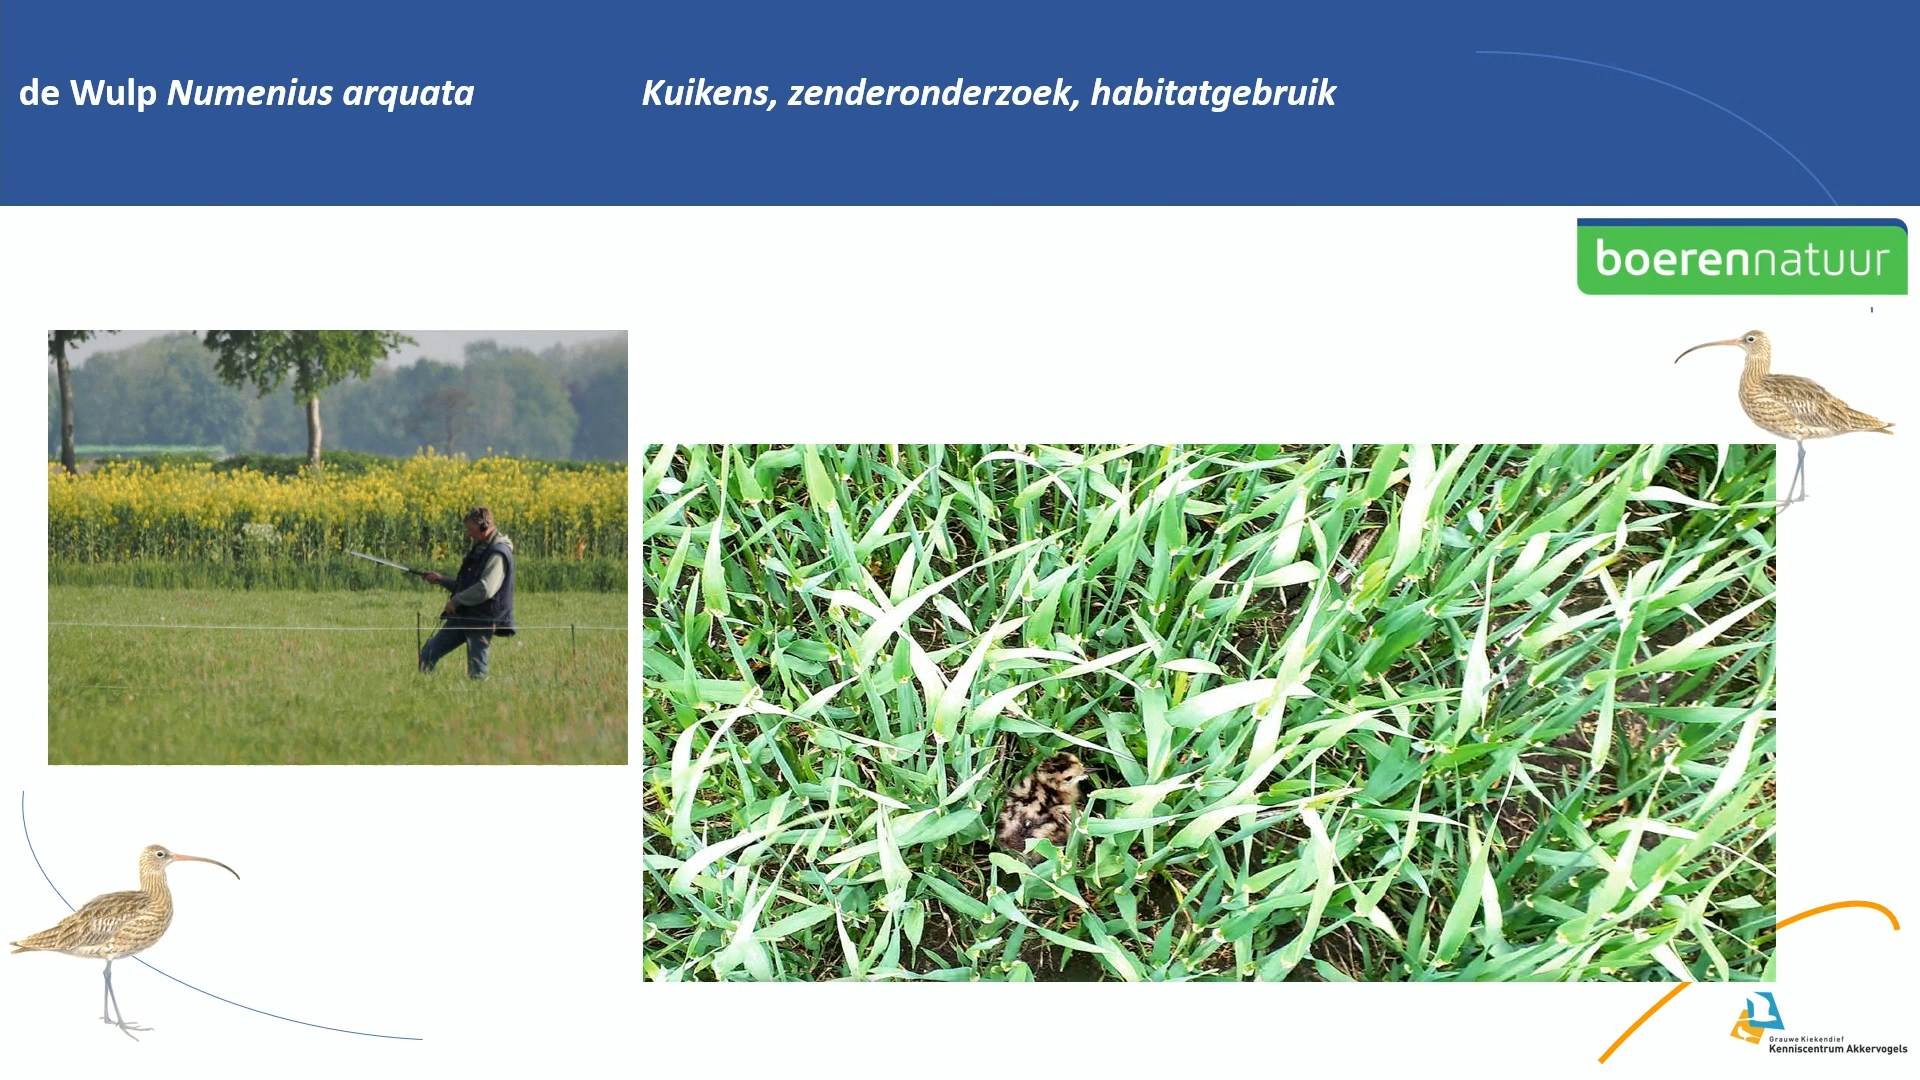 de Wulp Numenius arquata
Kuikens, zenderonderzoek, habitatgebruik
boerennatuur
Grauwe Kiekendief
Kenniscentrum Akkervogels